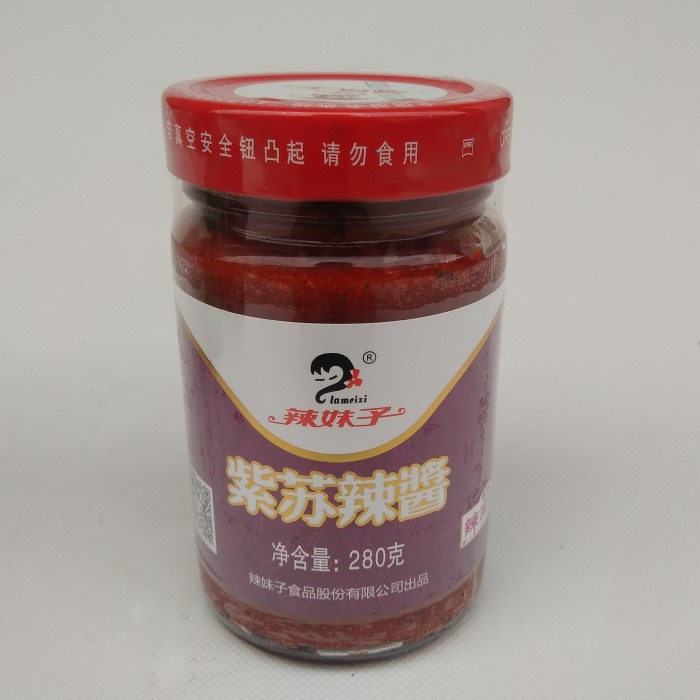 真空安全钮凸起 请勿食用
lameizi
®
辣妹子
紫苏辣醬
净含量: 280克
辣妹子食品股份有限公司出品
辣